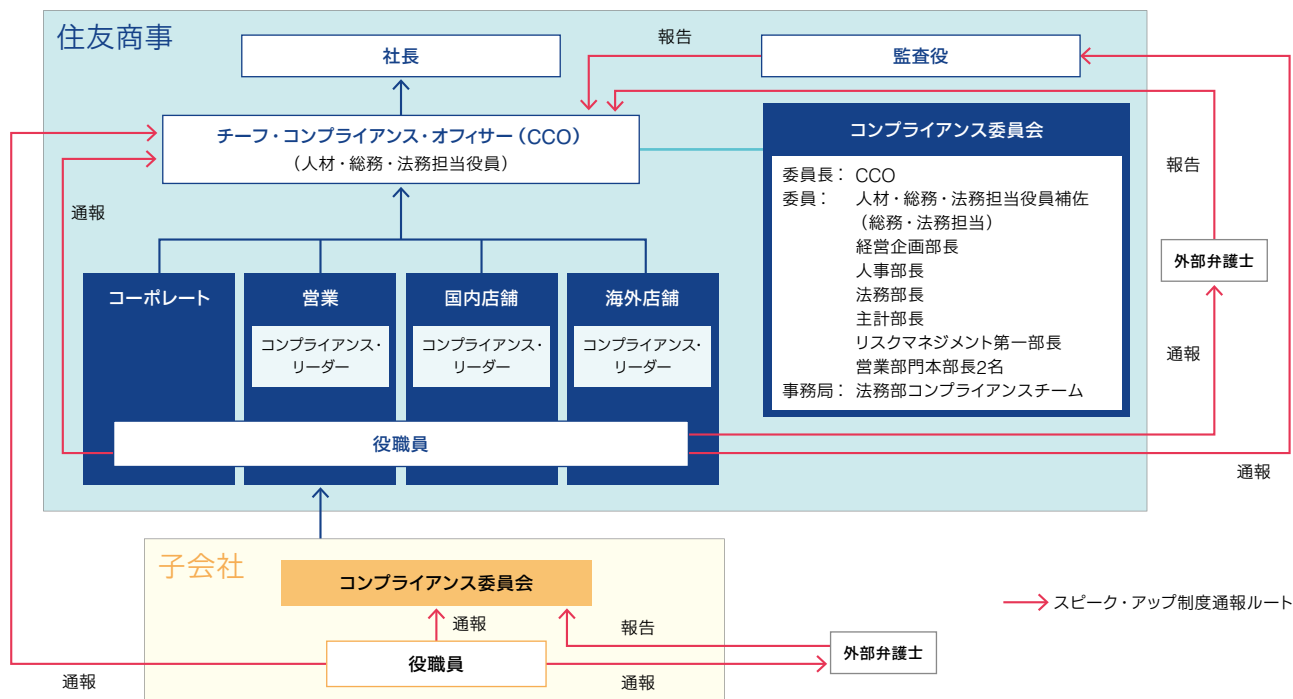 住友商事
社長
報告
監査役
チーフ・コンプライアンス・オフィサー（CCO）
（人材・総務・法務担当役員）
コンプライアンス委員会
委員長： CCO
委員： 人材・総務・法務担当役員補佐
（総務・法務担当）
経営企画部長
人事部長
法務部長
主計部長
リスクマネジメント第一部長
営業部門本部長2名
事務局： 法務部コンプライアンスチーム
報告
通報
外部弁護士
通報
コーポレート
営業
コンプライアンス・
リーダー
国内店舗
コンプライアンス・
リーダー
海外店舗
コンプライアンス・
リーダー
役職員
通報
子会社
コンプライアンス委員会
通報
報告
役職員
外部弁護士
通報
通報
スピーク・アップ制度通報ルート